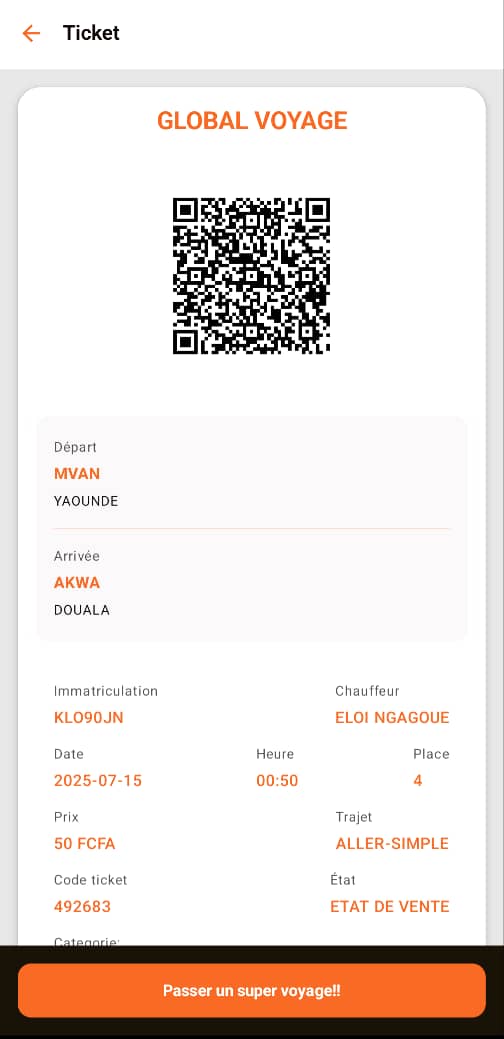 Ticket
GLOBAL VOYAGE
Départ
MVAN
YAOUNDE
Arrivée
AKWA
DOUALA
Immatriculation
Chauffeur
KLO90JN
ELOI NGAGOUE
Date
Heure
Place
2025-07-15
00:50
4
Prix
Trajet
50 FCFA
ALLER-SIMPLE
Code ticket
État
492683
ETAT DE VENTE
Categorie:
Passer un super voyage!!